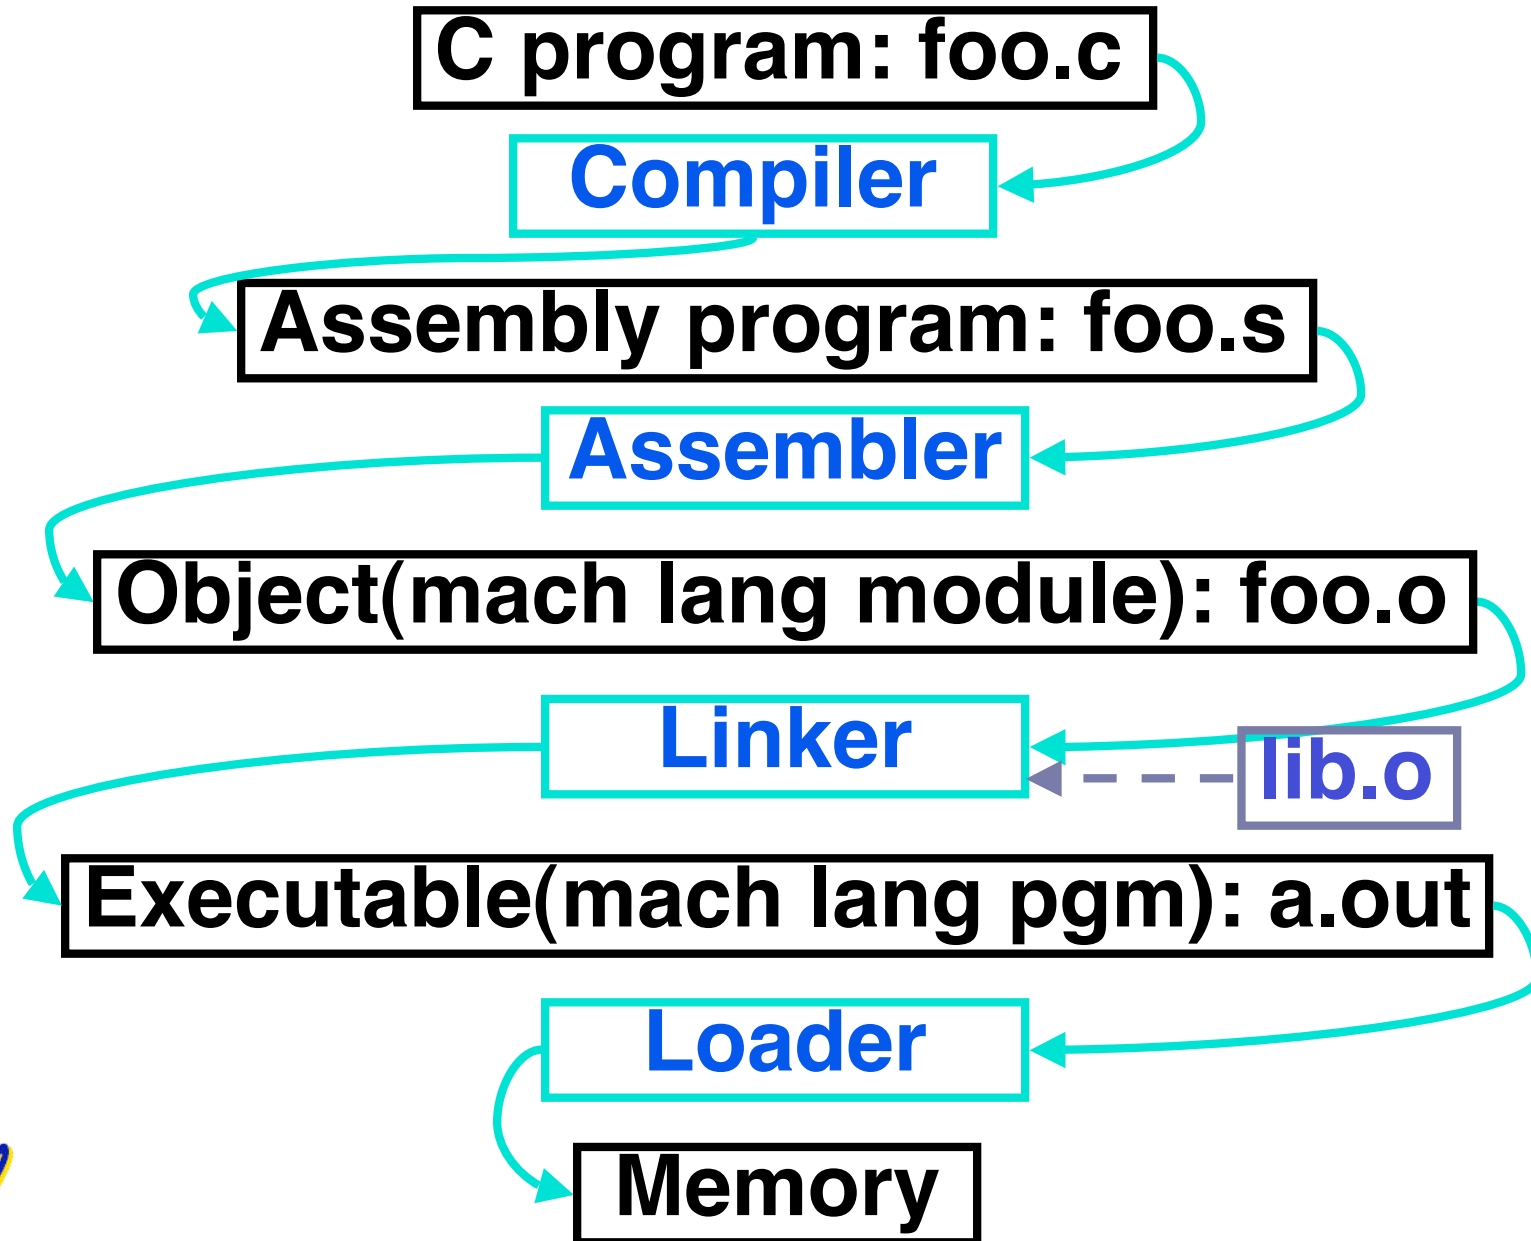 C program: foo.c
Compiler
Assembly program: foo.s
Assembler
Object(mach lang module): foo.o
Linker
lib.o
Executable(mach lang pgm): a.out
Loader
Memory